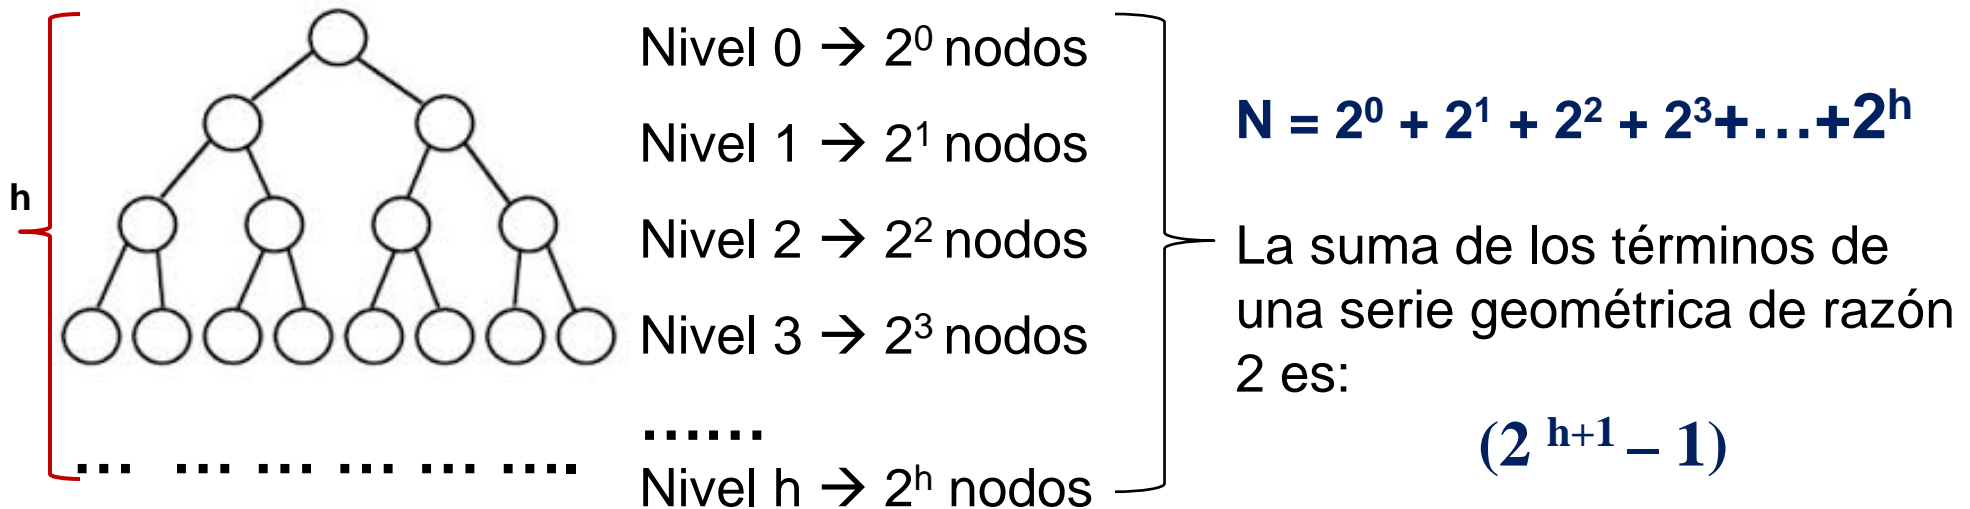 h
Nivel 0 → 2⁰ nodos
Nivel 1 → 2¹ nodos
Nivel 2 → 2² nodos
Nivel 3 → 2³ nodos
......
... ... ... ... ... ....
Nivel h → 2ʰ nodos
N = 2⁰ + 2¹ + 2² + 2³+...+2ʰ
La suma de los términos de
una serie geométrica de razón
2 es:
(2 ʰ⁺¹ – 1)